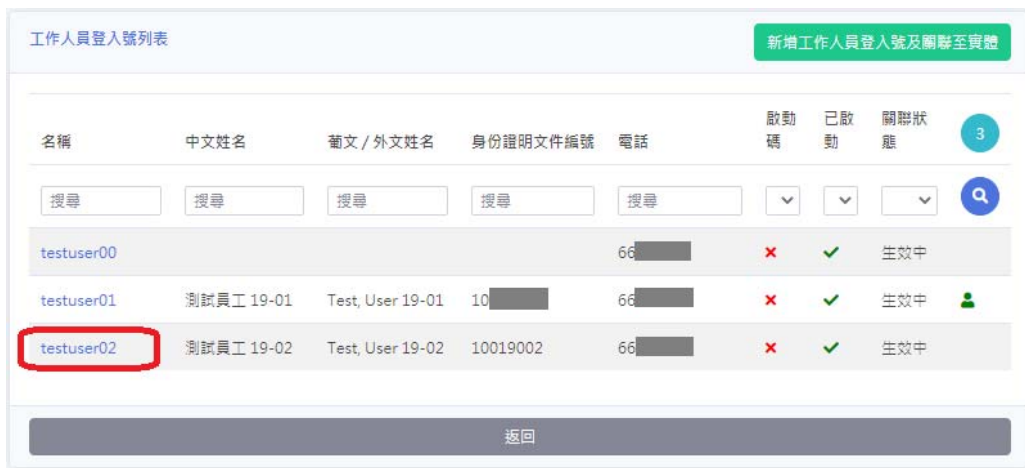 工作人員登入號列表
新增工作人員登入號及關聯至實體
名稱 中文姓名 葡文 / 外文姓名 身份證明文件編號 電話 啟動碼 已啟動 關聯狀態 3
搜尋 搜尋 搜尋 搜尋 搜尋
testuser00 66 生效中
testuser01 測試員工 19-01 Test, User 19-01 10 66 生效中
testuser02 測試員工 19-02 Test, User 19-02 10019002 66 生效中
返回